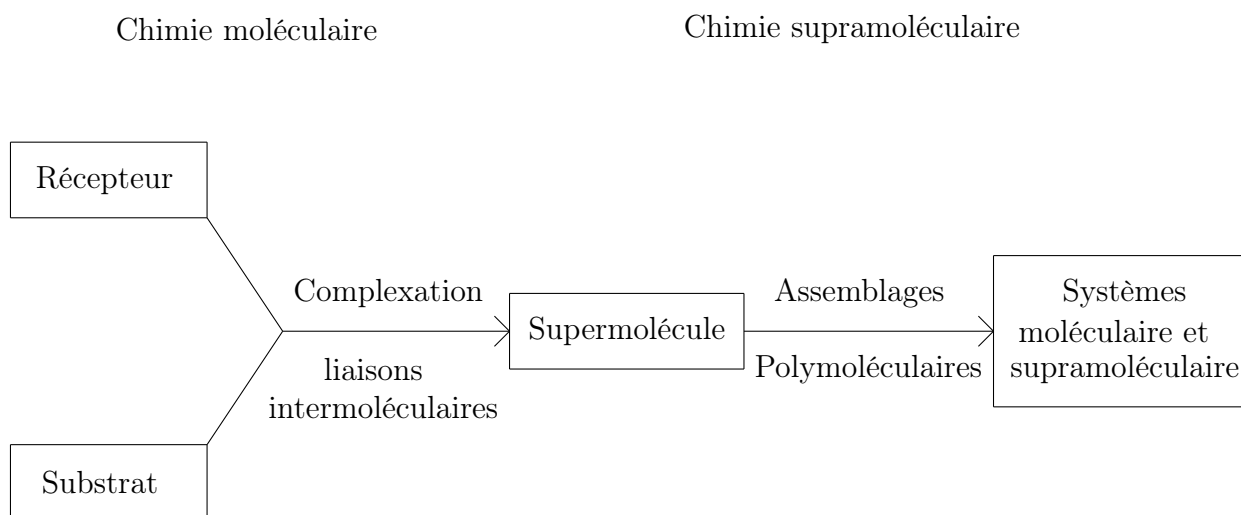 Chimie moléculaire
Chimie supramoléculaire
Récepteur
Complexation
Assemblages
Systèmes
Supermolécule
moléculaire et
liaisons
Polymoléculaires
supramoléculaire
intermoléculaires
Substrat